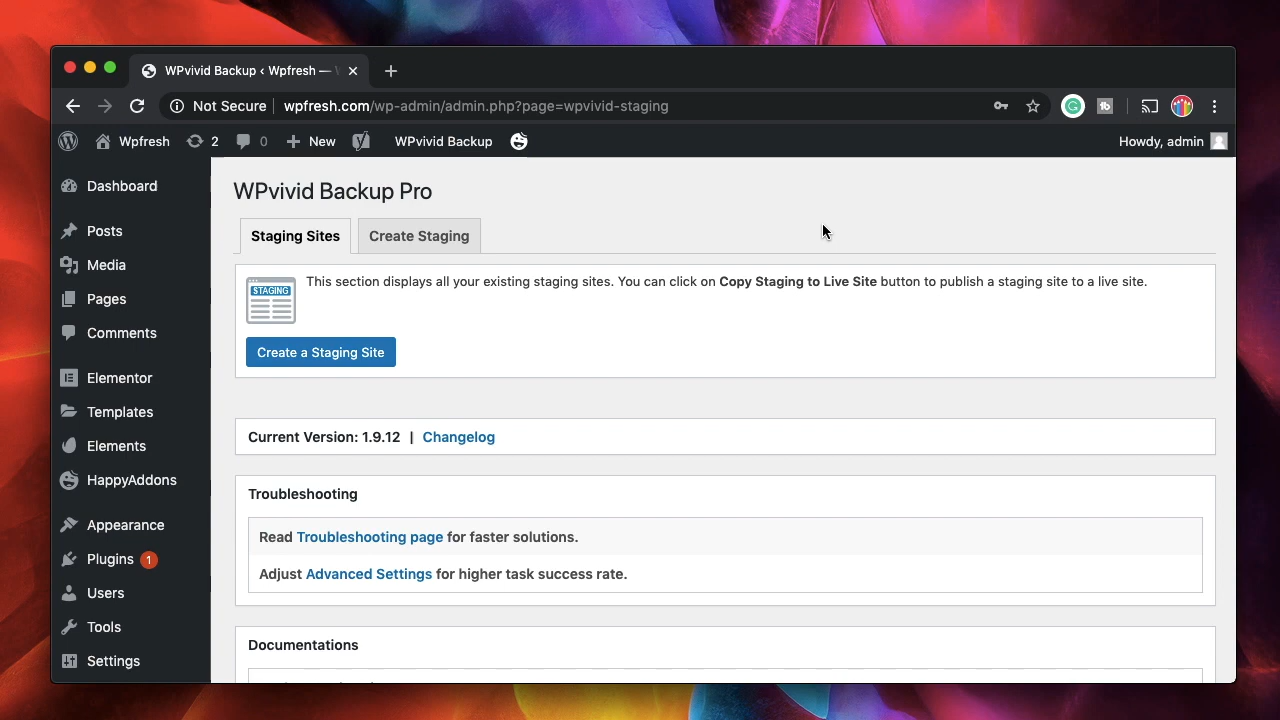 WPvivid Backup ‹ Wpfresh —
Not Secure
wpfresh.com/wp-admin/admin.php?page=wpvivid-staging
Wpfresh
2
0
New
WPvivid Backup
Howdy, admin
Dashboard
Posts
Media
Pages
Comments
Elementor
Templates
Elements
HappyAddons
Appearance
Plugins 1
Users
Tools
Settings
WPvivid Backup Pro
Staging Sites
Create Staging
STAGING
This section displays all your existing staging sites. You can click on Copy Staging to Live Site button to publish a staging site to a live site.
Create a Staging Site
Current Version: 1.9.12 | Changelog
Troubleshooting
Read Troubleshooting page for faster solutions.
Adjust Advanced Settings for higher task success rate.
Documentations